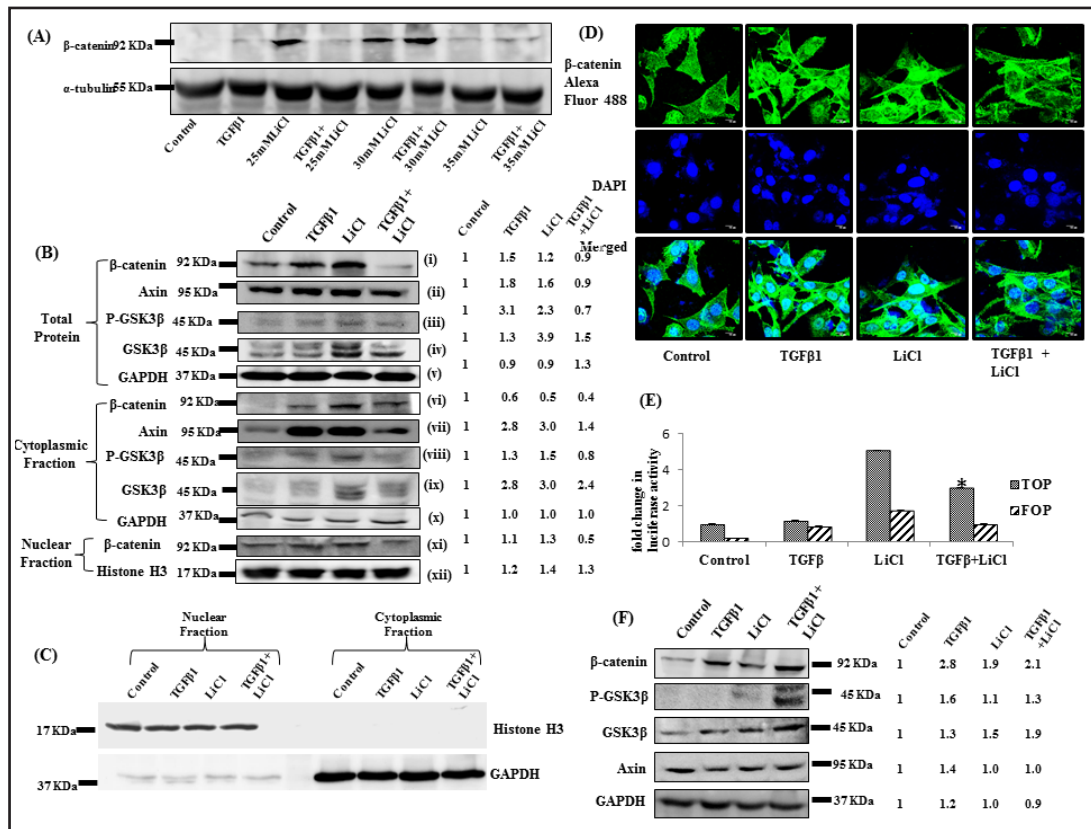 (A)
β-catenin 92 KDa
α-tubulin 55 KDa
Control
TGFβ1
25mM LiCl
TGFβ1+
25mM LiCl
30mM LiCl
TGFβ1+
30mM LiCl
35mM LiCl
TGFβ1+
35mM LiCl
(B)
Control
TGFβ1
LiCl
TGFβ1+
LiCl
Control
TGFβ1
LiCl
TGFβ1
+LiCl
Total
Protein
β-catenin 92 KDa (i) 1 1.5 1.2 0.9
Axin 95 KDa (ii) 1 1.8 1.6 0.9
P-GSK3β 45 KDa (iii) 1 3.1 2.3 0.7
GSK3β 45 KDa (iv) 1 1.3 3.9 1.5
GAPDH 37 KDa (v) 1 0.9 0.9 1.3
Cytoplasmic
Fraction
β-catenin 92 KDa (vi) 1 0.6 0.5 0.4
Axin 95 KDa (vii) 1 2.8 3.0 1.4
P-GSK3β 45 KDa (viii) 1 1.3 1.5 0.8
GSK3β 45 KDa (ix) 1 2.8 3.0 2.4
GAPDH 37 KDa (x) 1 1.0 1.0 1.0
Nuclear
Fraction
β-catenin 92 KDa (xi) 1 1.1 1.3 0.5
Histone H3 17 KDa (xii) 1 1.2 1.4 1.3
(C)
Nuclear
Fraction
Cytoplasmic
Fraction
Control
TGFβ1
LiCl
TGFβ1+
LiCl
Control
TGFβ1
LiCl
TGFβ1+
LiCl
17 KDa
Histone H3
37 KDa
GAPDH
(D)
β-catenin
Alexa
Fluor 488
DAPI
Merged
Control
TGFβ1
LiCl
TGFβ1 +
LiCl
(E)
fold change in
luciferase activity
6
4
2
0
*
TOP
FOP
Control
TGFβ
LiCl
TGFβ+LiCl
(F)
Control
TGFβ1
LiCl
TGFβ1+
LiCl
Control
TGFβ1
LiCl
TGFβ1
+LiCl
β-catenin 92 KDa 1 2.8 1.9 2.1
P-GSK3β 45 KDa 1 1.6 1.1 1.3
GSK3β 45 KDa 1 1.3 1.5 1.9
Axin 95 KDa 1 1.4 1.0 1.0
GAPDH 37 KDa 1 1.2 1.0 0.9